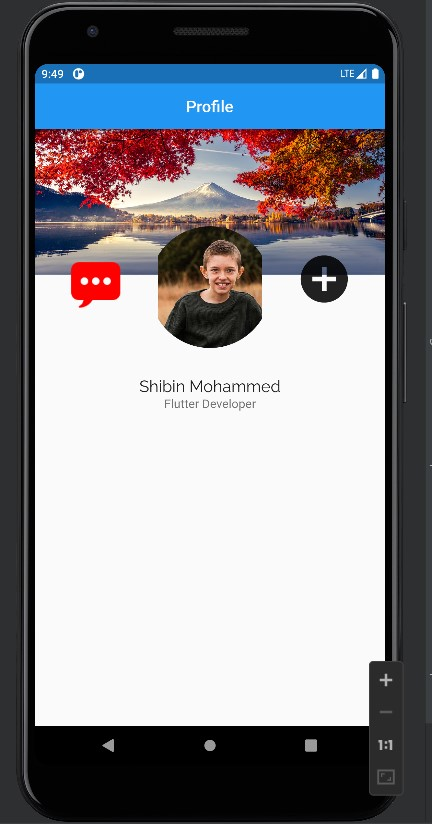 9:49
LTE
Profile
Shibin Mohammed
Flutter Developer
1:1